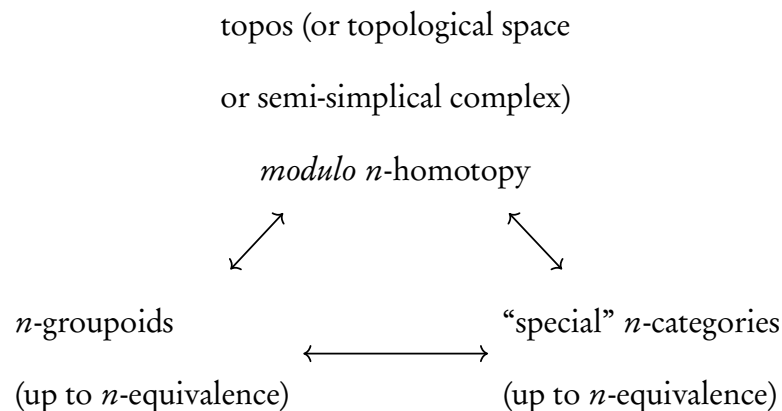 topos (or topological space
or semi-simplical complex)
modulo n-homotopy
n-groupoids
(up to n-equivalence)
“special” n-categories
(up to n-equivalence)